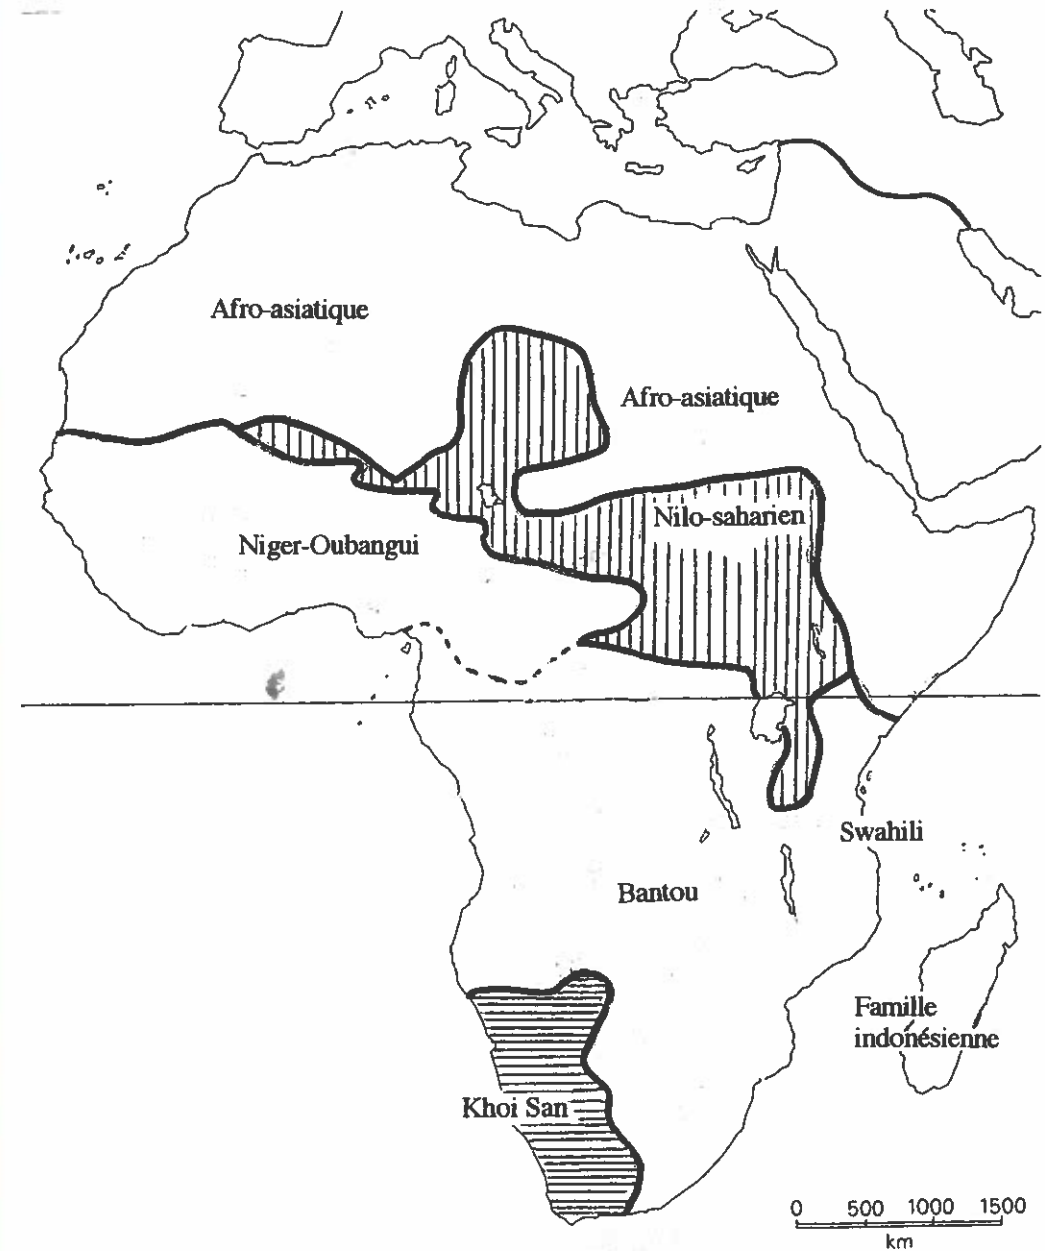 Afro-asiatique
Afro-asiatique
Nilo-saharien
Niger-Oubangui
Swahili
Bantou
Famille
indonésienne
Khoi San
0 500 1000 1500
km